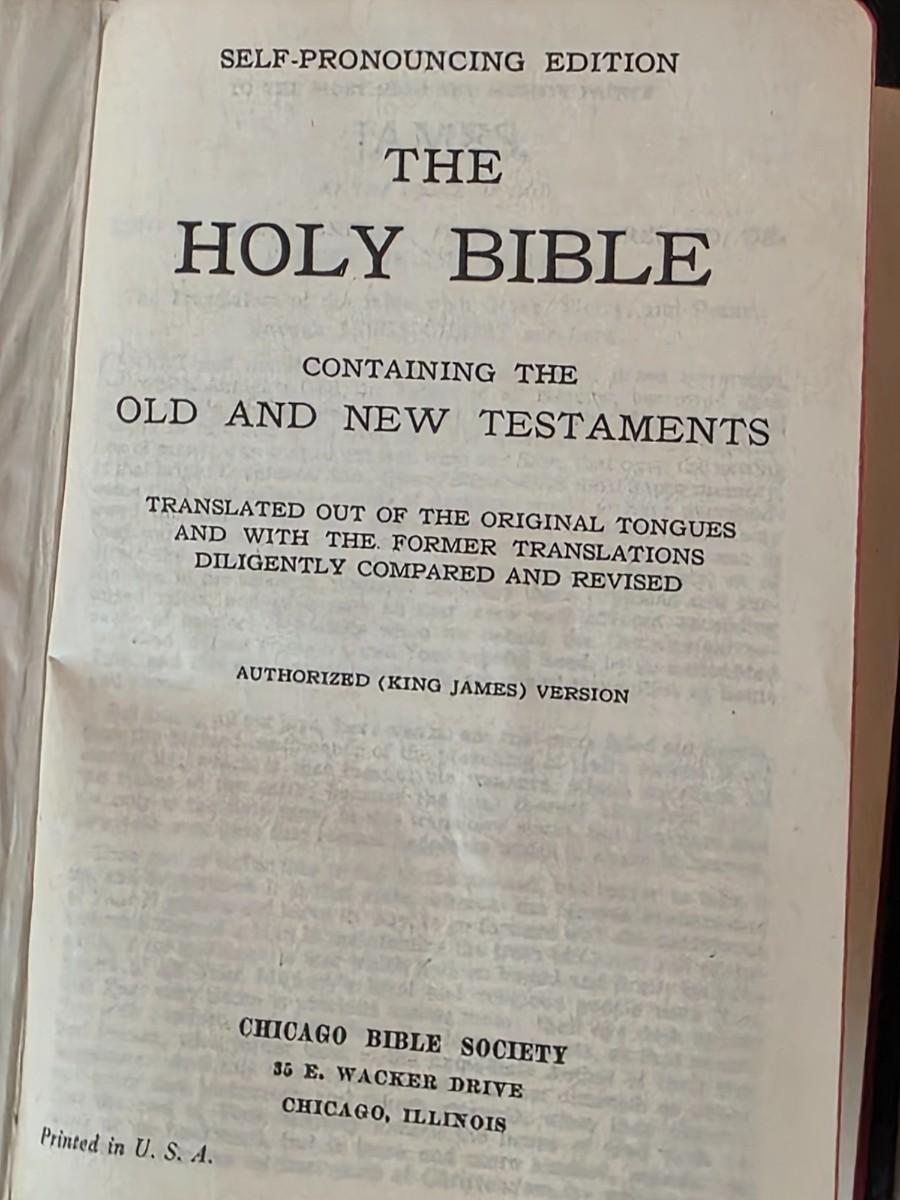 SELF-PRONOUNCING EDITION
THE
HOLY BIBLE
CONTAINING THE
OLD AND NEW TESTAMENTS
TRANSLATED OUT OF THE ORIGINAL TONGUES
AND WITH THE. FORMER TRANSLATIONS
DILIGENTLY COMPARED AND REVISED
AUTHORIZED (KING JAMES) VERSION
CHICAGO BIBLE SOCIETY
35 E. WACKER DRIVE
CHICAGO, ILLINOIS
Printed in U. S. A.